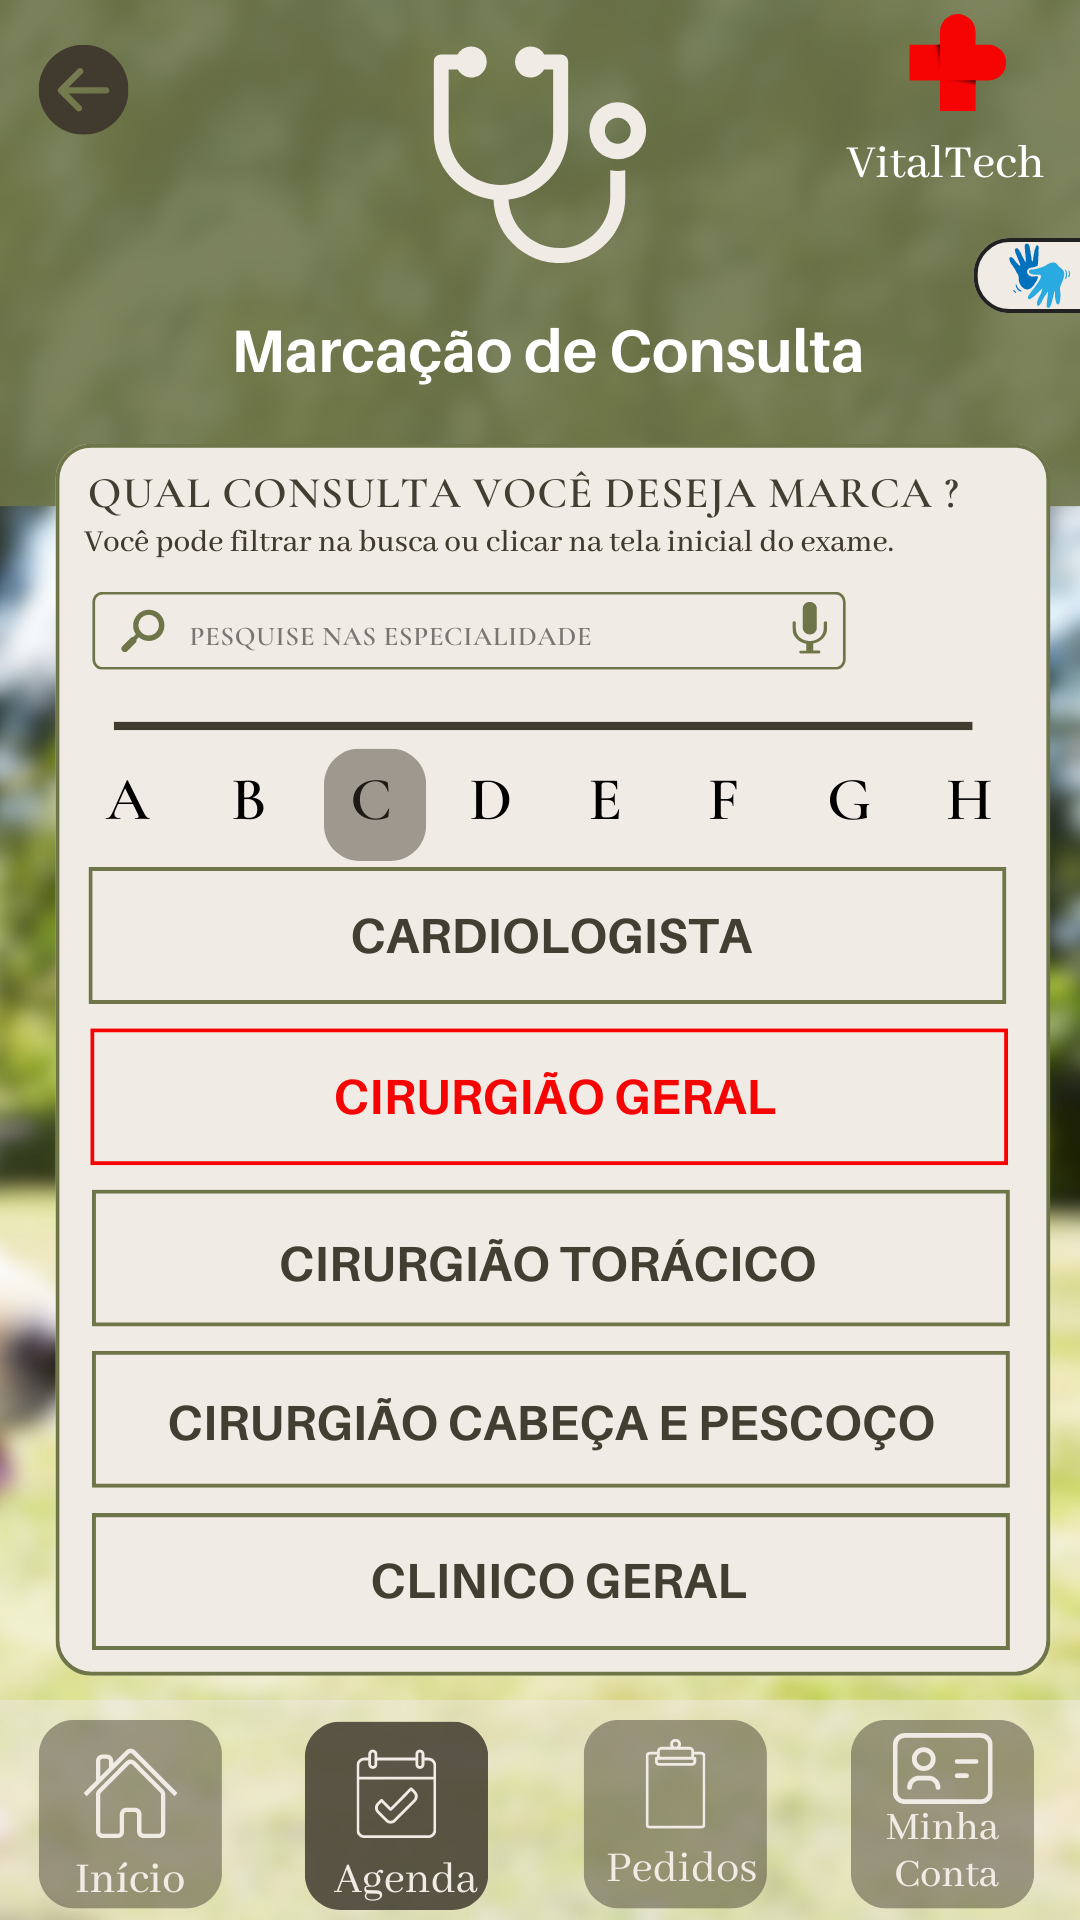 VitalTech
Marcação de Consulta
QUAL CONSULTA VOCÊ DESEJA MARCA ?
Você pode filtrar na busca ou clicar na tela inicial do exame.
PESQUISE NAS ESPECIALIDADE
A B C D E F G H
CARDIOLOGISTA
CIRURGIÃO GERAL
CIRURGIÃO TORÁCICO
CIRURGIÃO CABEÇA E PESCOÇO
CLINICO GERAL
Início
Agenda
Pedidos
Minha
Conta